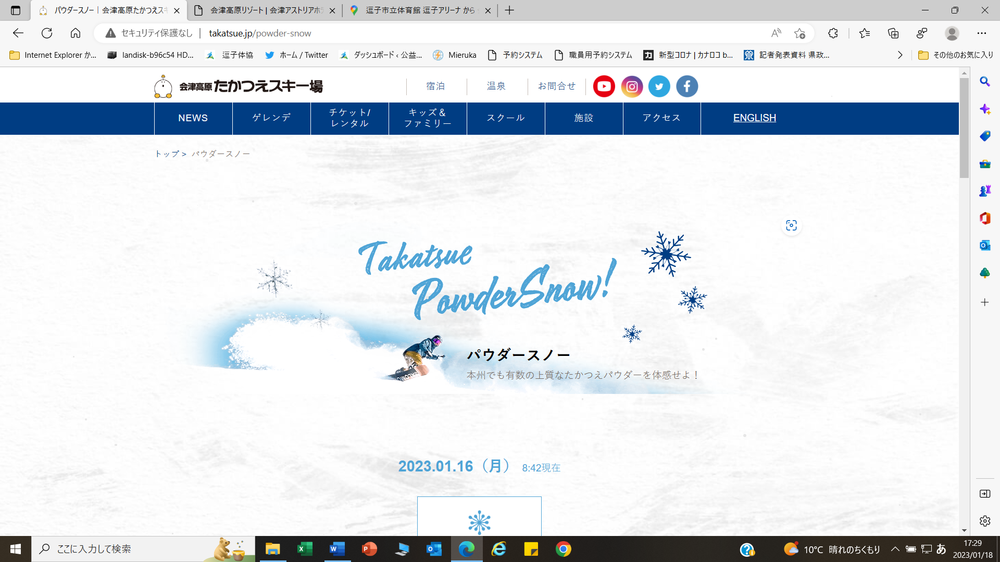 パウダースノー｜会津高原たかつえスキ
会津高原リゾート | 会津アストリアホテ
逗子市立体育館 逗子アリーナ から
セキュリティ保護なし
takatsue.jp/powder-snow
Internet Explorer か...
landisk-b96c54 HD...
逗子体協
ホーム / Twitter
ダッシュボード ‹ 公益...
Mieruka
予約システム
職員用予約システム
新型コロナ | カナロコ b...
記者発表資料 県政...
その他のお気に入り
会津高原 たかつえスキー場
宿泊
温泉
お問合せ
NEWS
ゲレンデ
チケット/
レンタル
キッズ＆
ファミリー
スクール
施設
アクセス
ENGLISH
トップ > パウダースノー
Takatsue
PowderSnow!
パウダースノー
本州でも有数の上質なたかつえパウダーを体感せよ！
2023.01.16（月） 8:42現在
ここに入力して検索
10°C 晴れのちくもり
あ
17:29
2023/01/18